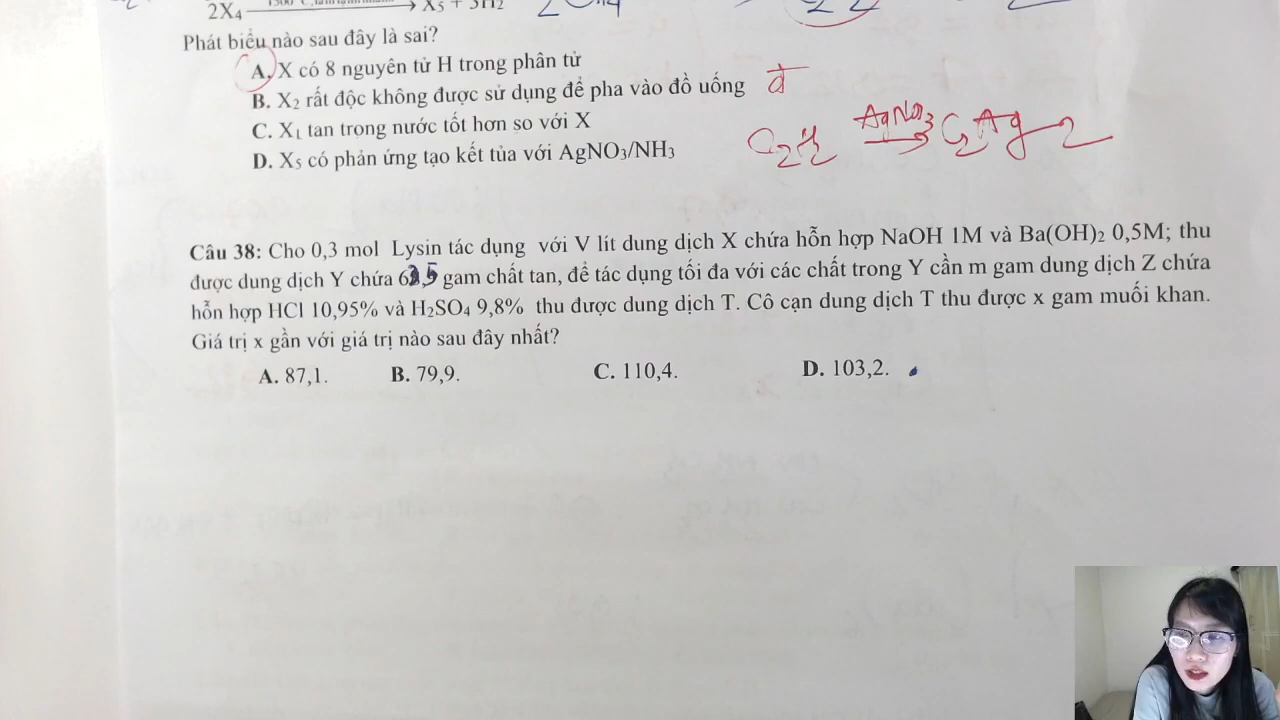 2X₄ → X₅ + 3H₂
Phát biểu nào sau đây là sai?
A. X có 8 nguyên tử H trong phân tử
B. X₂ rất độc không được sử dụng để pha vào đồ uống đ
C. X₁ tan trong nước tốt hơn so với X
C₂H₂ AgNO₃ → C₂Ag₂
D. X₅ có phản ứng tạo kết tủa với AgNO₃/NH₃
Câu 38: Cho 0,3 mol Lysin tác dụng với V lít dung dịch X chứa hỗn hợp NaOH 1M và Ba(OH)₂ 0,5M; thu
được dung dịch Y chứa gam chất tan, để tác dụng tối đa với các chất trong Y cần m gam dung dịch Z chứa
hỗn hợp HCl 10,95% và H₂SO₄ 9,8% thu được dung dịch T. Cô cạn dung dịch T thu được x gam muối khan.
Giá trị x gần với giá trị nào sau đây nhất?
A. 87,1. B. 79,9. C. 110,4. D. 103,2.